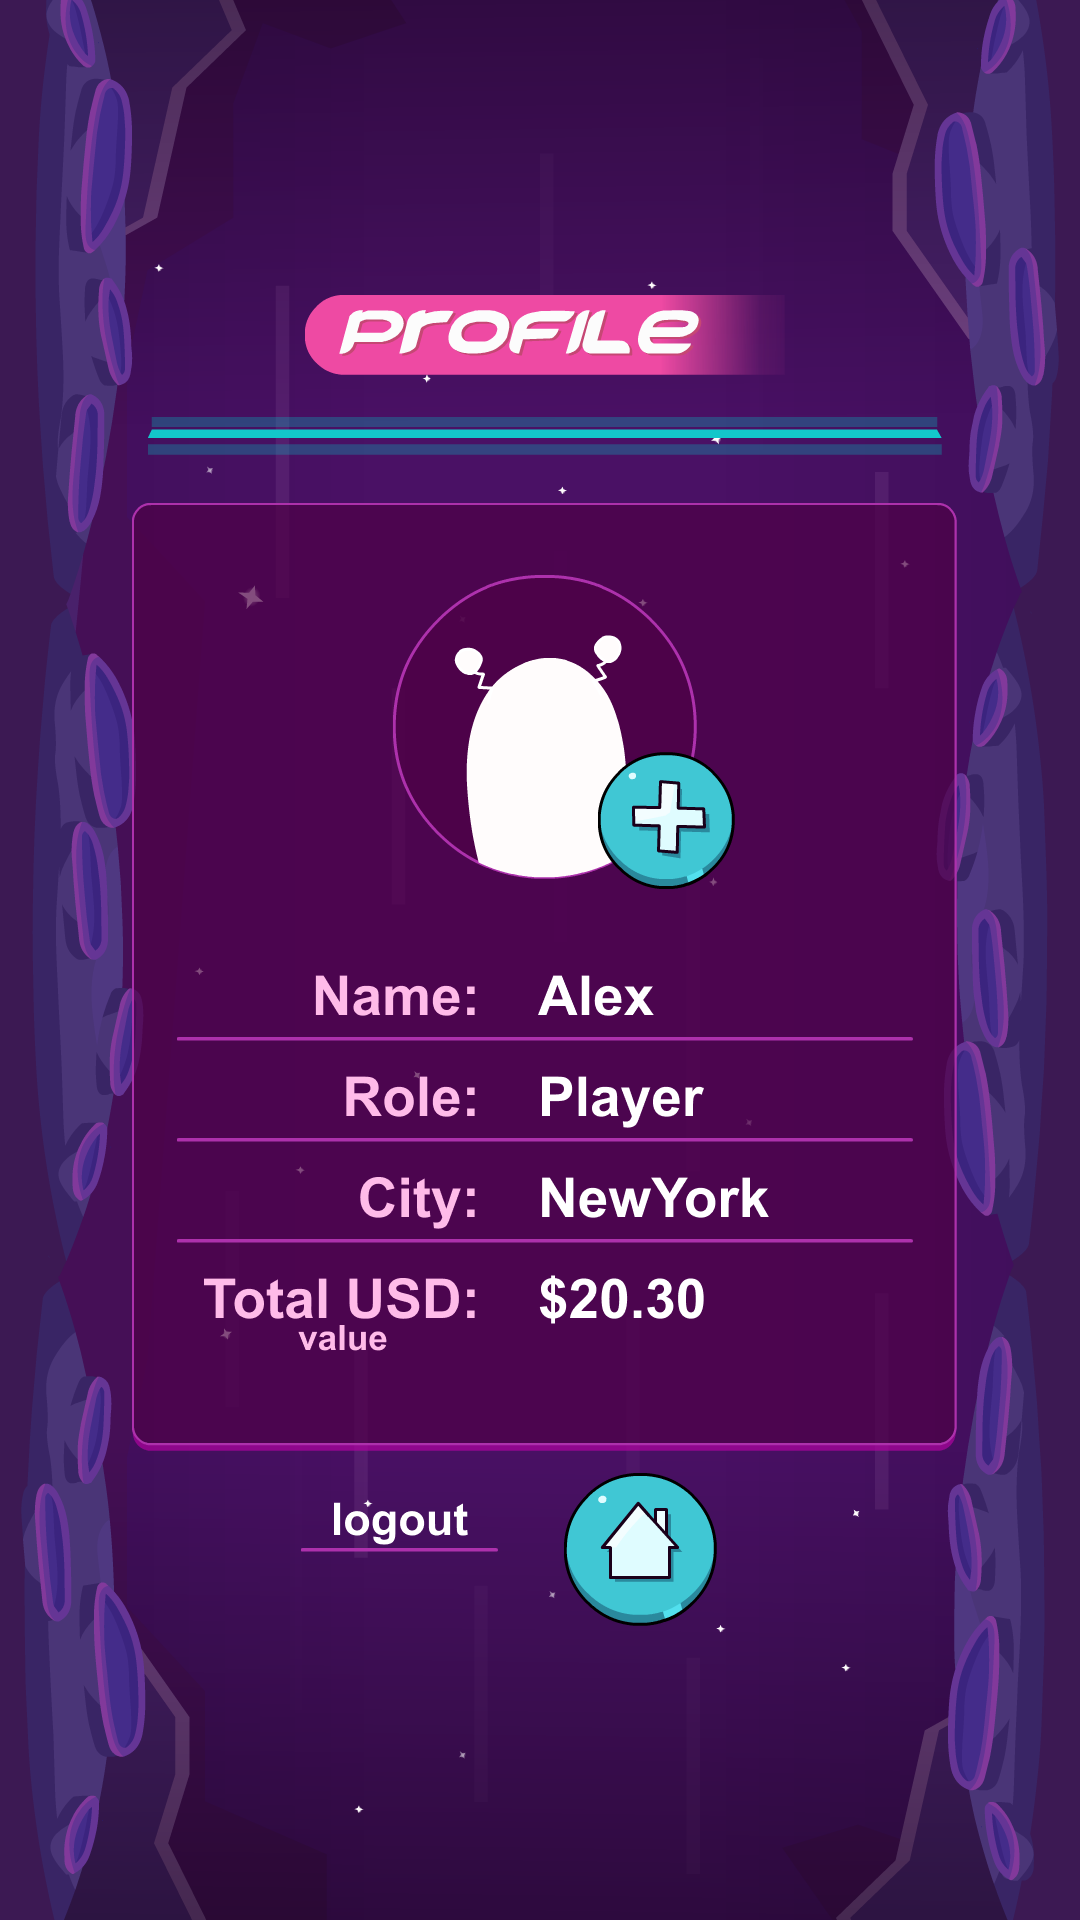 PROFILE
Name: Alex
Role: Player
City: NewYork
Total USD: $20.30
value
logout